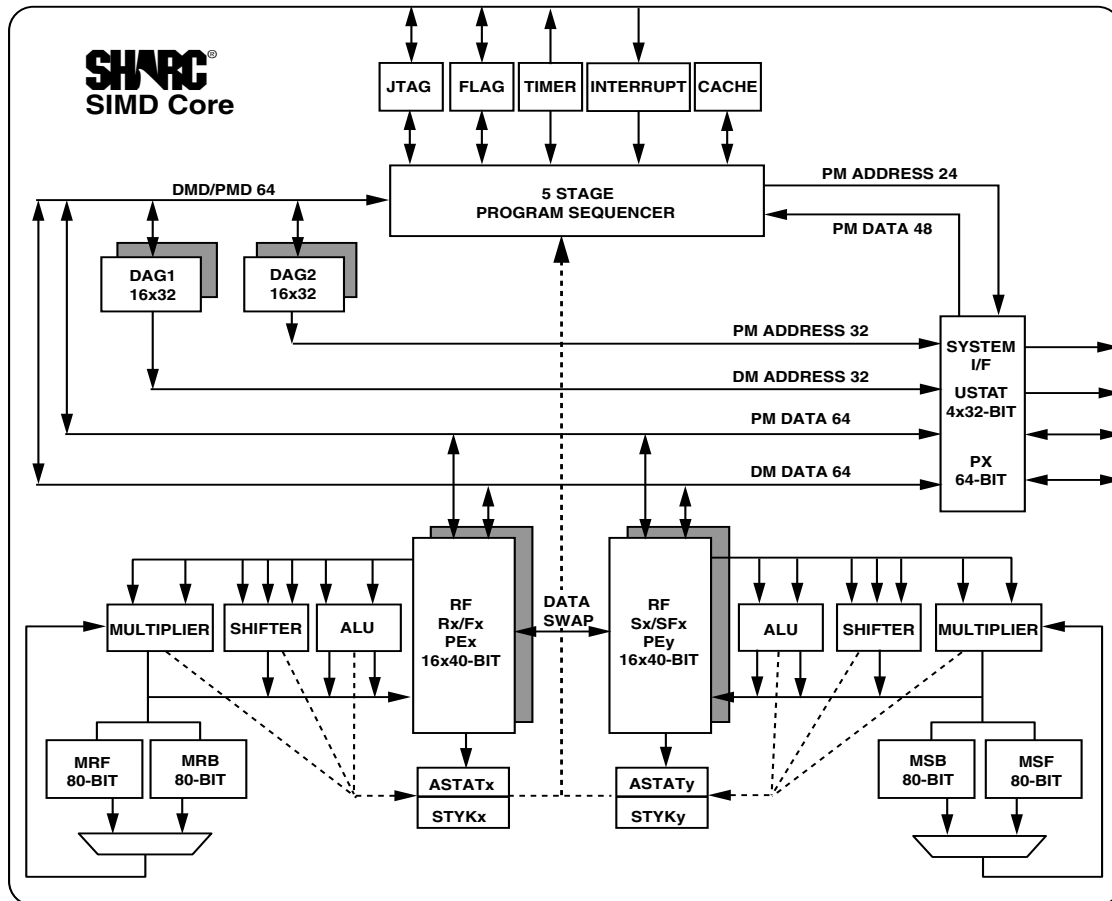 SHARC®
SIMD Core
JTAG
FLAG
TIMER
INTERRUPT
CACHE
5 STAGE
PROGRAM SEQUENCER
PM ADDRESS 24
PM DATA 48
DMD/PMD 64
DAG1
16x32
DAG2
16x32
PM ADDRESS 32
DM ADDRESS 32
PM DATA 64
DM DATA 64
SYSTEM
I/F
USTAT
4x32-BIT
PX
64-BIT
MULTIPLIER
SHIFTER
ALU
RF
Rx/Fx
PEx
16x40-BIT
DATA
SWAP
RF
Sx/SFx
PEy
16x40-BIT
ALU
SHIFTER
MULTIPLIER
MRF
80-BIT
MRB
80-BIT
ASTATx
STYKx
ASTATy
STYKy
MSB
80-BIT
MSF
80-BIT